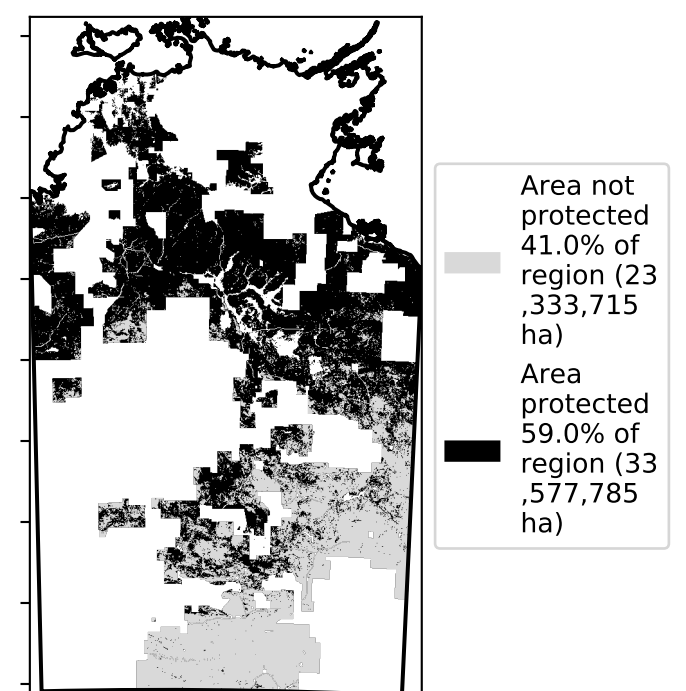 Area not
protected
41.0% of
region (23
,333,715
ha)
Area
protected
59.0% of
region (33
,577,785
ha)